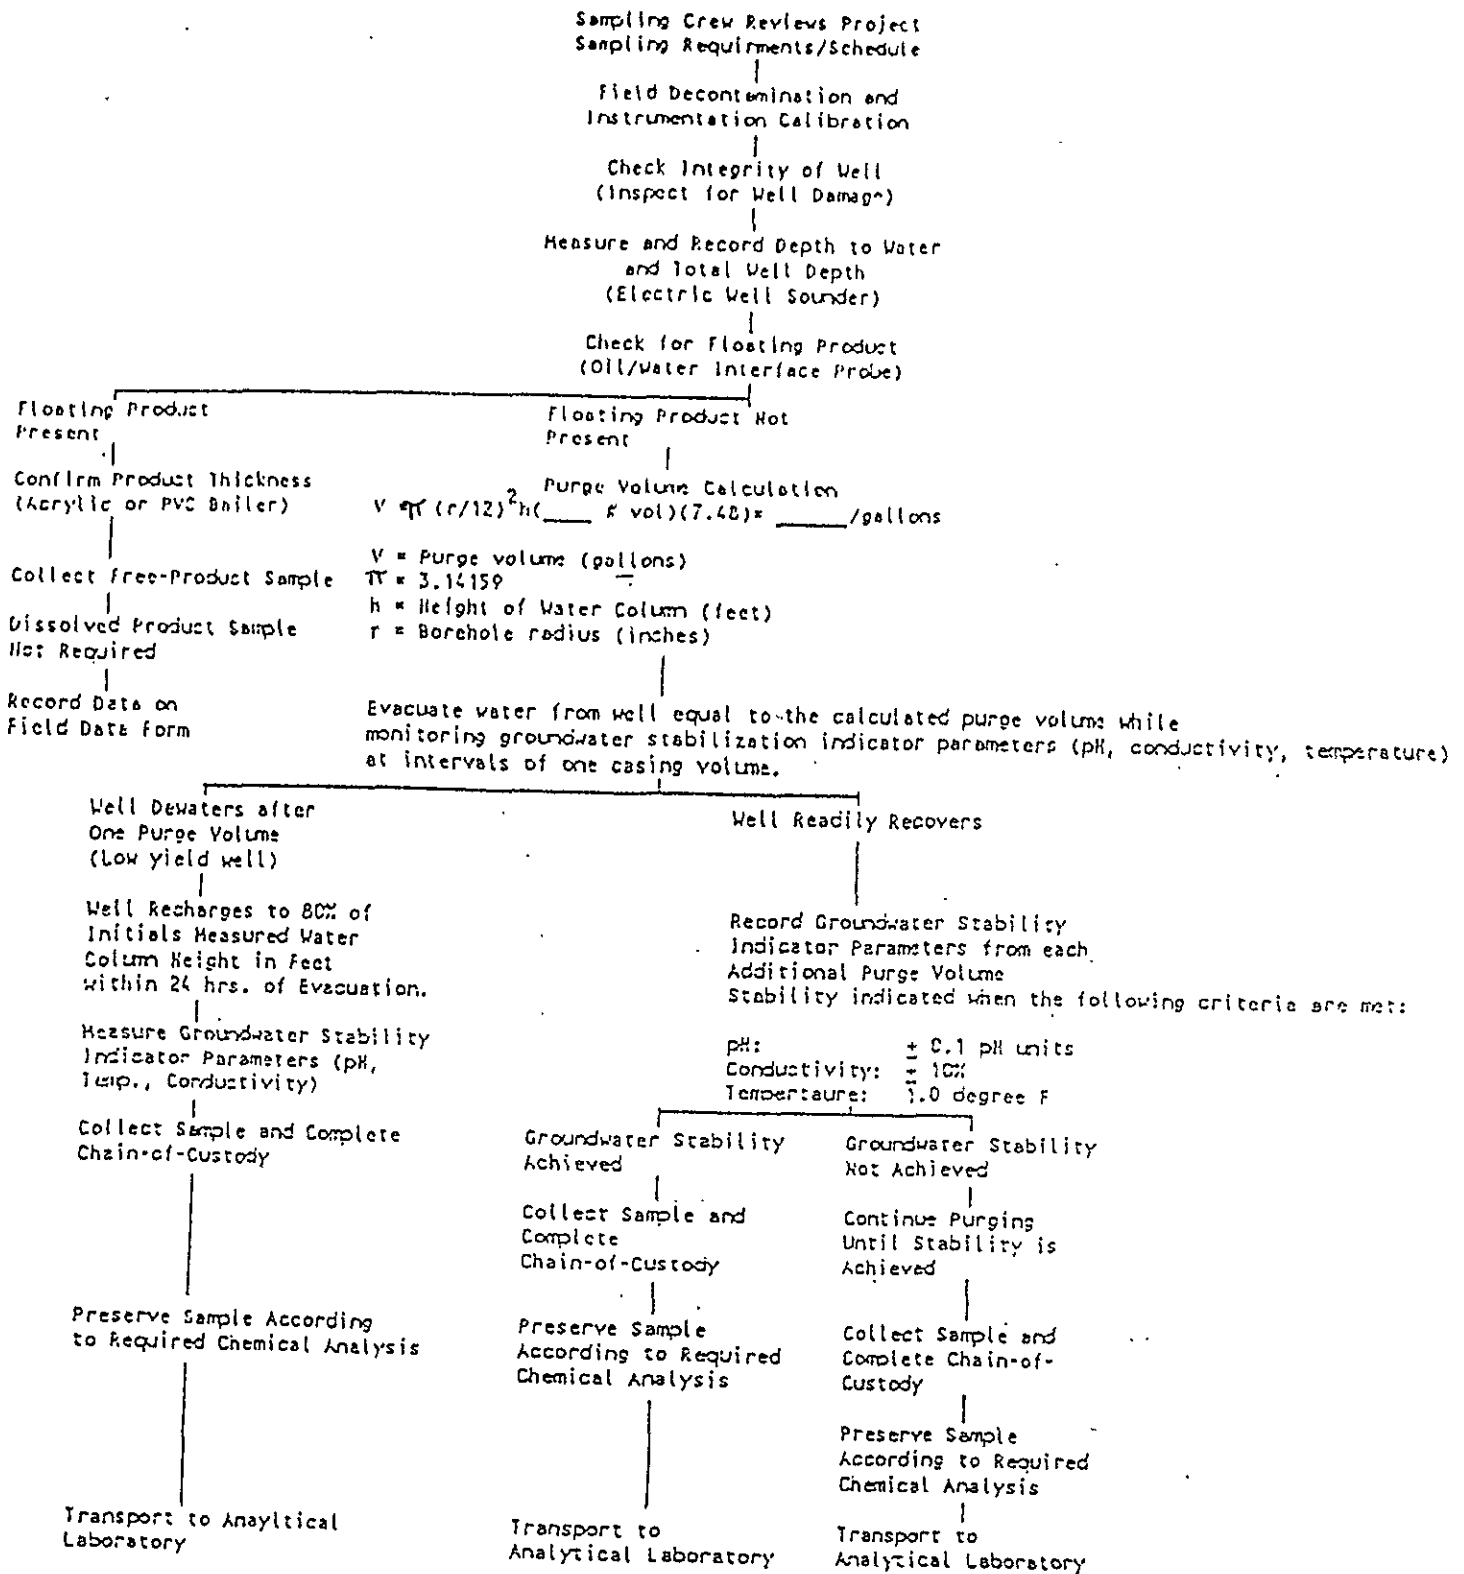 Sampling Crew Reviews Project
Sampling Requirments/Schedule
Field Decontamination and
Instrumentation Calibration
Check Integrity of Well
(Inspect for Well Damag^)
Measure and Record Depth to Water
and Total Well Depth
(Electric Well Sounder)
Check for Floating Product
(Oil/Water Interface Probe)
Floating Product
Present
Confirm Product Thickness
(Acrylic or PVC Bailer)
Collect Free-Product Sample
Dissolved Product Sample
Not Required
Record Data on
Field Data Form
Floating Product Not
Present
Purge Volume Calculation
V = π (r/12)²h(____ # vol)(7.48)= _____/gallons
V = Purge volume (gallons)
π = 3.14159
h = Height of Water Column (feet)
r = Borehole radius (inches)
Evacuate water from well equal to the calculated purge volume while
monitoring groundwater stabilization indicator parameters (pH, conductivity, temperature)
at intervals of one casing volume.
Well Dewaters after
One Purge Volume
(Low yield well)
Well Recharges to 80% of
Initials Measured Water
Column Height in Feet
within 24 hrs. of Evacuation.
Measure Groundwater Stability
Indicator Parameters (pH,
Temp., Conductivity)
Collect Sample and Complete
Chain-of-Custody
Preserve Sample According
to Required Chemical Analysis
Transport to Anayltical
Laboratory
Well Readily Recovers
Record Groundwater Stability
Indicator Parameters from each
Additional Purge Volume
Stability indicated when the following criteria are met:
pH: ± 0.1 pH units
Conductivity: ± 10%
Tempertaure: 1.0 degree F
Groundwater Stability
Achieved
Collect Sample and
Complete
Chain-of-Custody
Preserve Sample
According to Required
Chemical Analysis
Transport to
Analytical Laboratory
Groundwater Stability
Not Achieved
Continue Purging
Until Stability is
Achieved
Collect Sample and
Complete Chain-of-
Custody
Preserve Sample
According to Required
Chemical Analysis
Transport to
Analytical Laboratory